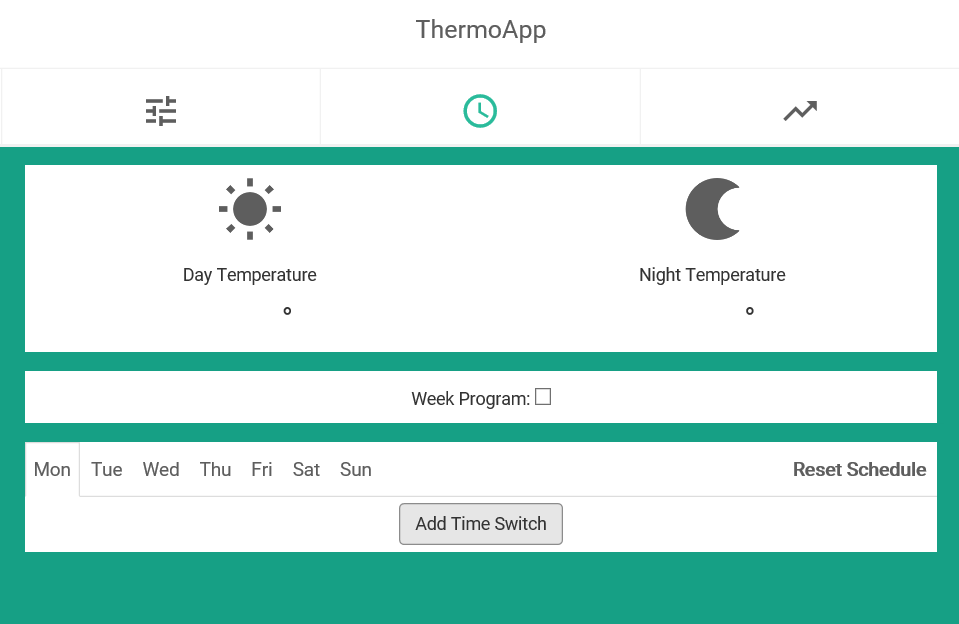 ThermoApp
Day Temperature Night Temperature
° °
Week Program:
Mon Tue Wed Thu Fri Sat Sun Reset Schedule
Add Time Switch